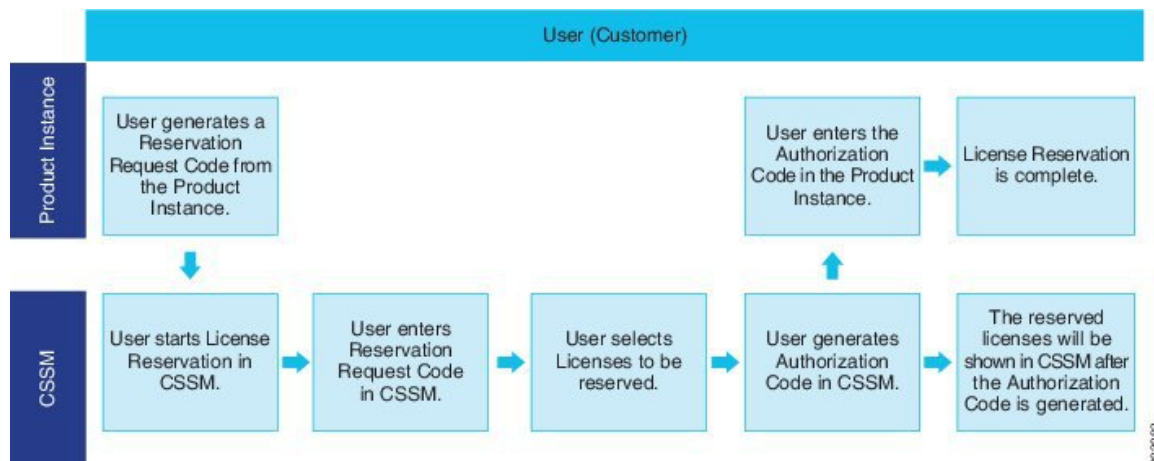 User (Customer)
Product Instance
User generates a
Reservation
Request Code from
the Product
Instance.
User enters the
Authorization
Code in the Product
Instance.
License Reservation
is complete.
CSSM
User starts License
Reservation in
CSSM.
User enters
Reservation
Request Code
in CSSM.
User selects
Licenses to be
reserved.
User generates
Authorization
Code in CSSM.
The reserved
licenses will be
shown in CSSM after
the Authorization
Code is generated.